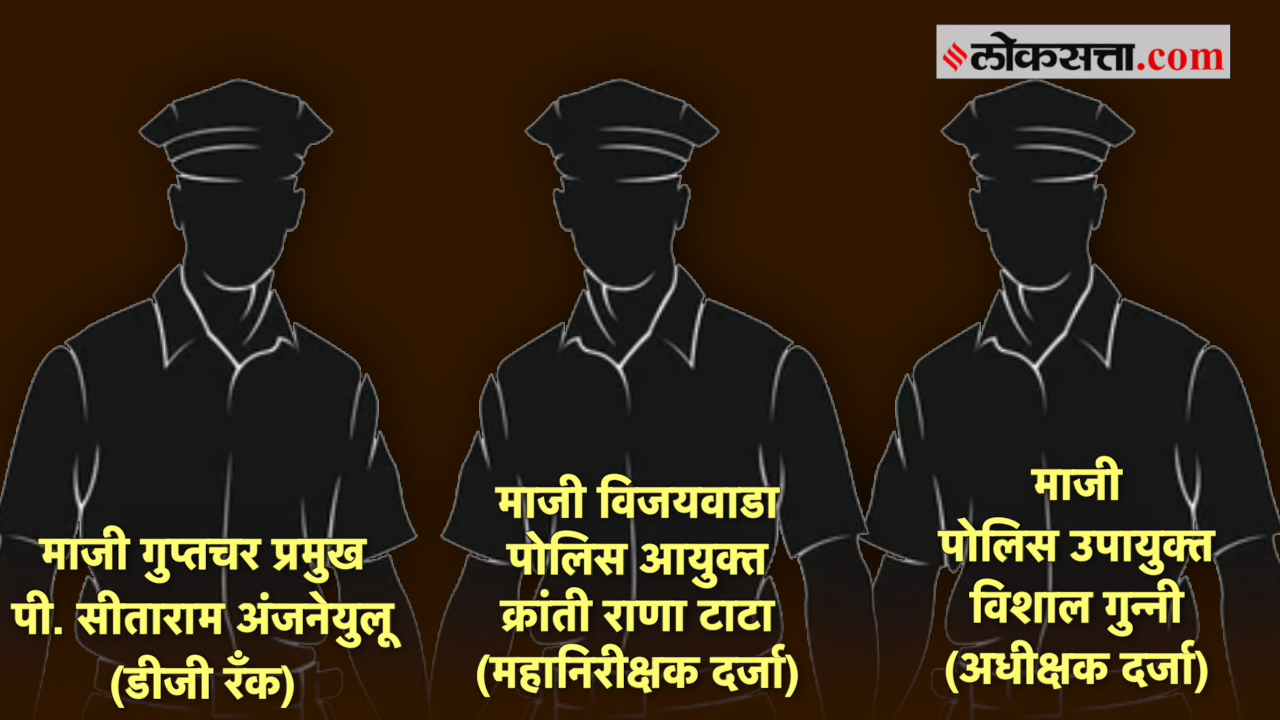 लोकसत्ता.com
माजी गुप्तचर प्रमुख
पी. सीताराम अंजनेयुलू
(डीजी रँक)
माजी विजयवाडा
पोलिस आयुक्त
क्रांती राणा टाटा
(महानिरीक्षक दर्जा)
माजी
पोलिस उपायुक्त
विशाल गुन्नी
(अधीक्षक दर्जा)